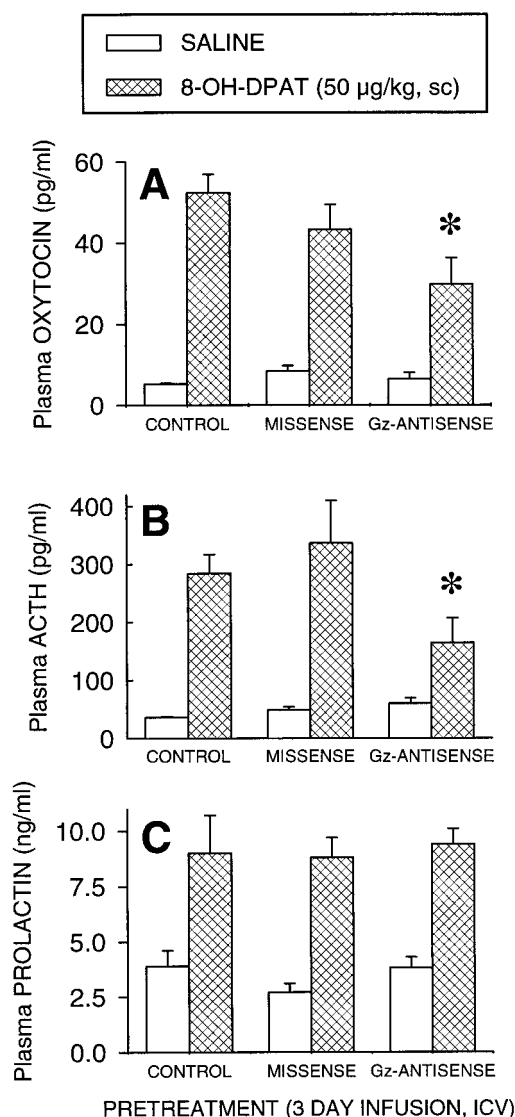 SALINE
8-OH-DPAT (50 µg/kg, sc)
A
Plasma OXYTOCIN (pg/ml)
60
40
20
0
*
CONTROL MISSENSE Gz-ANTISENSE
B
Plasma ACTH (pg/ml)
400
300
200
100
0
*
CONTROL MISSENSE Gz-ANTISENSE
C
Plasma PROLACTIN (ng/ml)
10.0
7.5
5.0
2.5
0.0
CONTROL MISSENSE Gz-ANTISENSE
PRETREATMENT (3 DAY INFUSION, ICV)